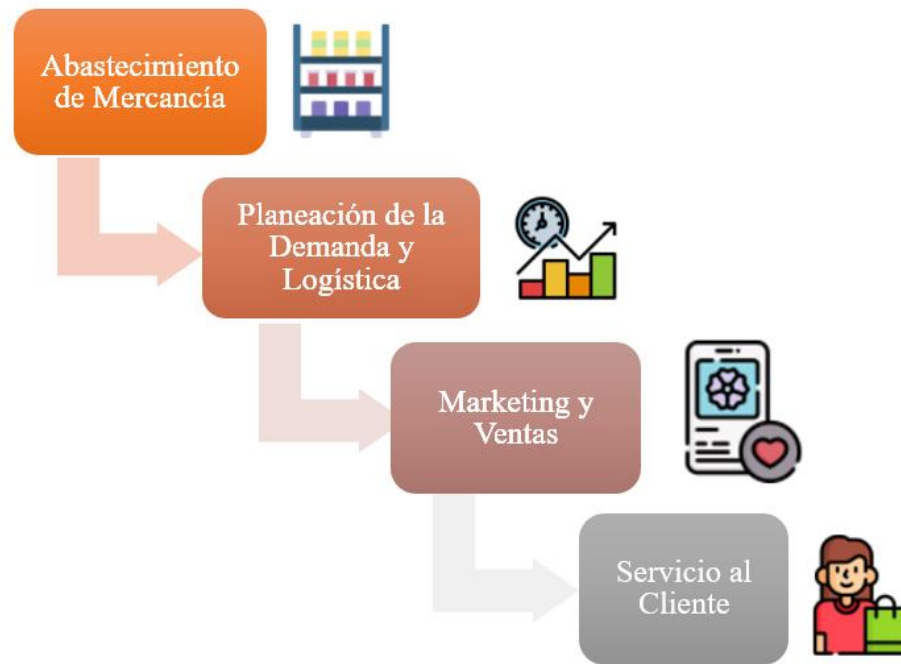 Abastecimiento
de Mercancía
Planeación de la
Demanda y
Logística
Marketing y
Ventas
Servicio al
Cliente